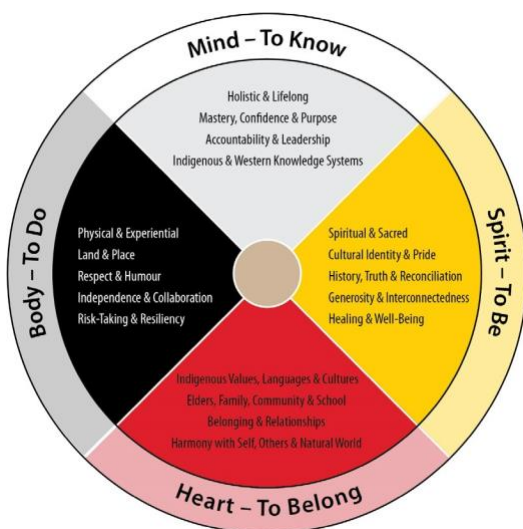 Mind – To Know
Holistic & Lifelong
Mastery, Confidence & Purpose
Accountability & Leadership
Indigenous & Western Knowledge Systems
Spirit – To Be
Spiritual & Sacred
Cultural Identity & Pride
History, Truth & Reconciliation
Generosity & Interconnectedness
Healing & Well-Being
Heart – To Belong
Indigenous Values, Languages & Cultures
Elders, Family, Community & School
Belonging & Relationships
Harmony with Self, Others & Natural World
Body – To Do
Physical & Experiential
Land & Place
Respect & Humour
Independence & Collaboration
Risk-Taking & Resiliency